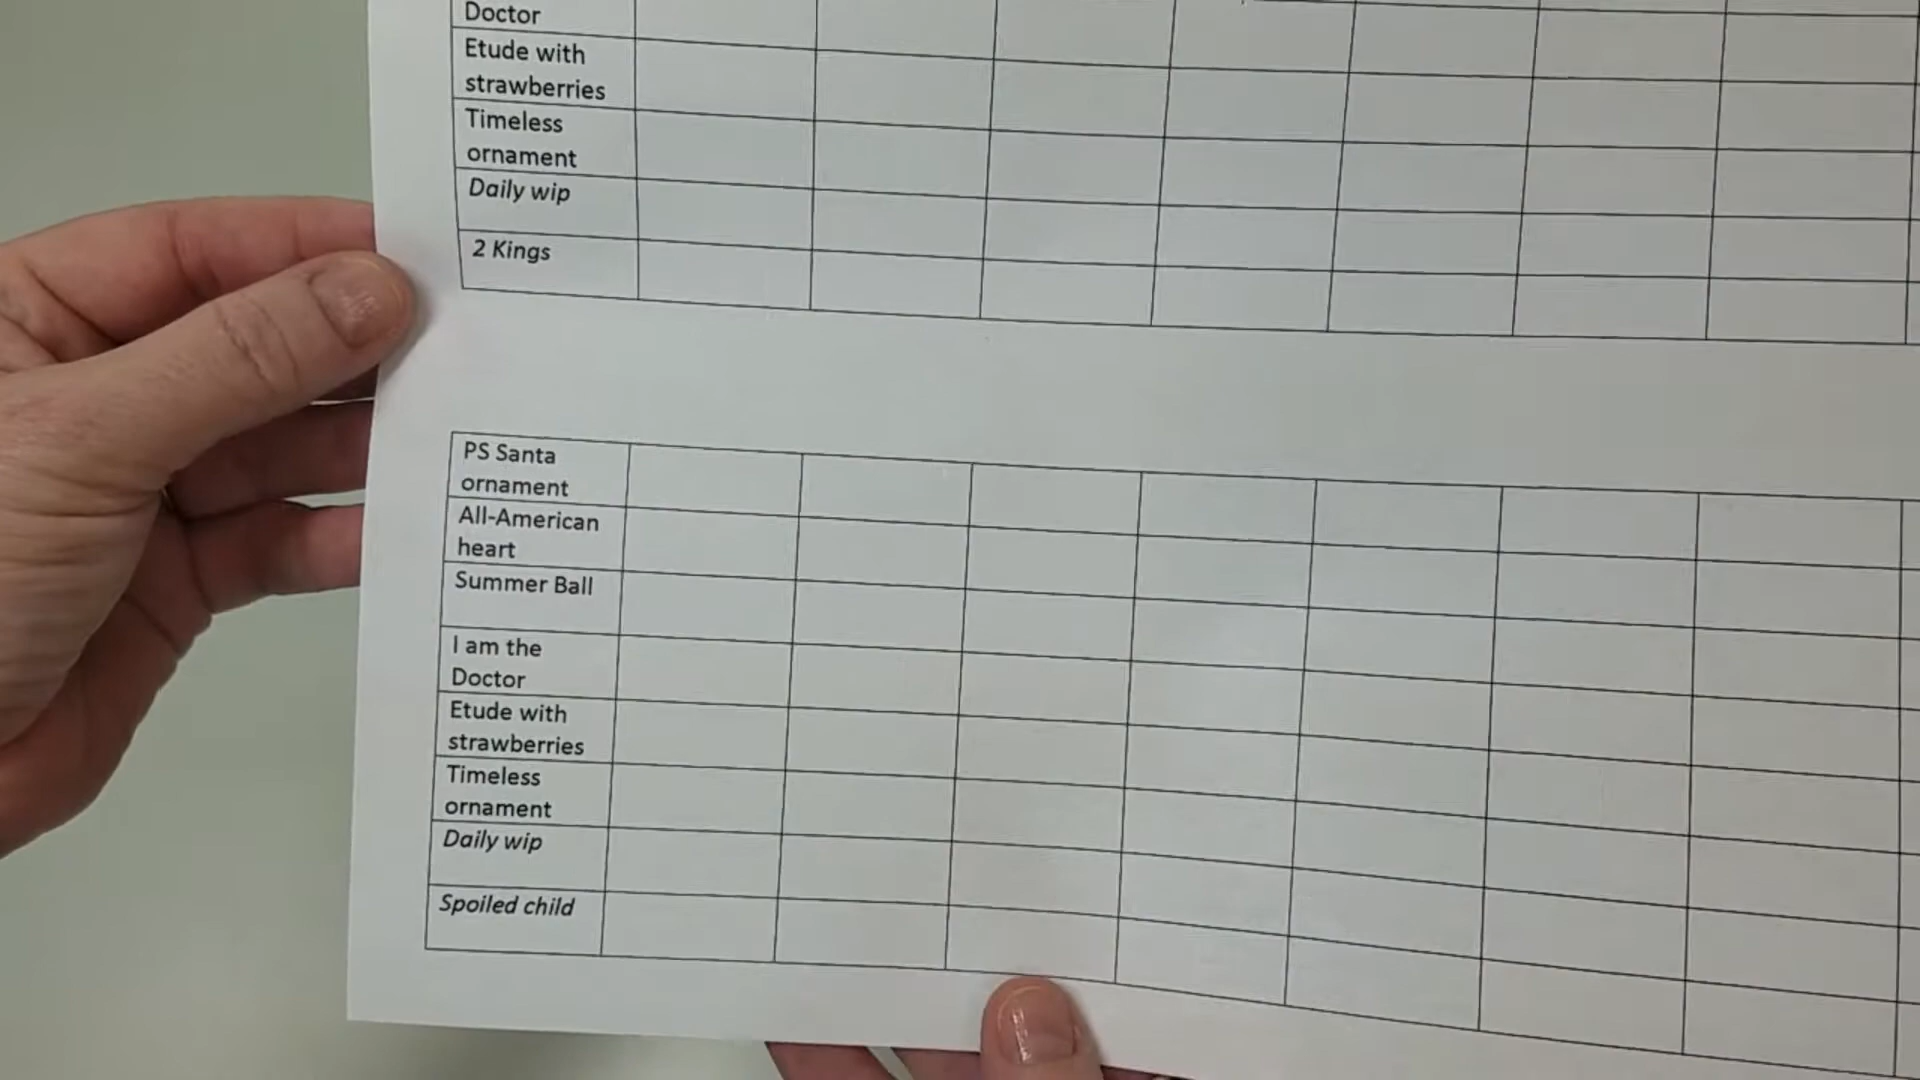 Doctor
Etude with
strawberries
Timeless
ornament
Daily wip
2 Kings
PS Santa
ornament
All-American
heart
Summer Ball
I am the
Doctor
Etude with
strawberries
Timeless
ornament
Daily wip
Spoiled child